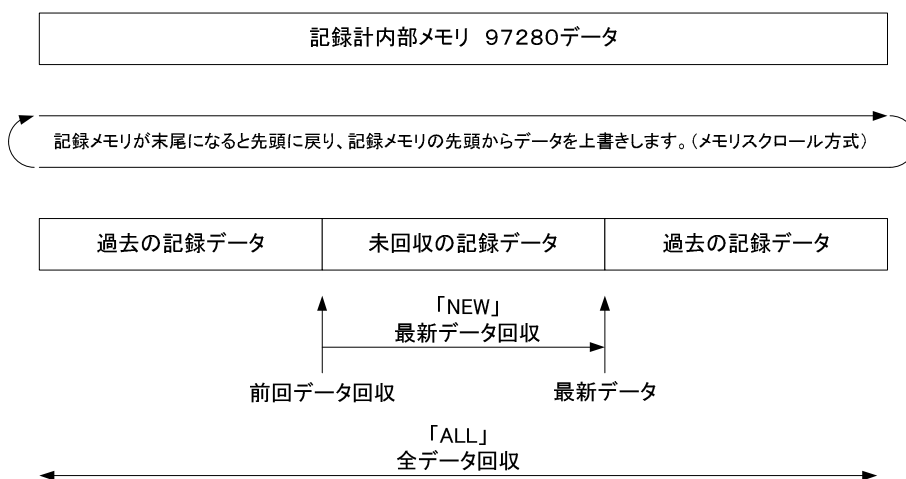 記録計内部メモリ 97280データ
記録メモリが末尾になると先頭に戻り、記録メモリの先頭からデータを上書きします。(メモリスクロール方式)
過去の記録データ 未回収の記録データ 過去の記録データ
「NEW」
最新データ回収
前回データ回収 最新データ
「ALL」
全データ回収